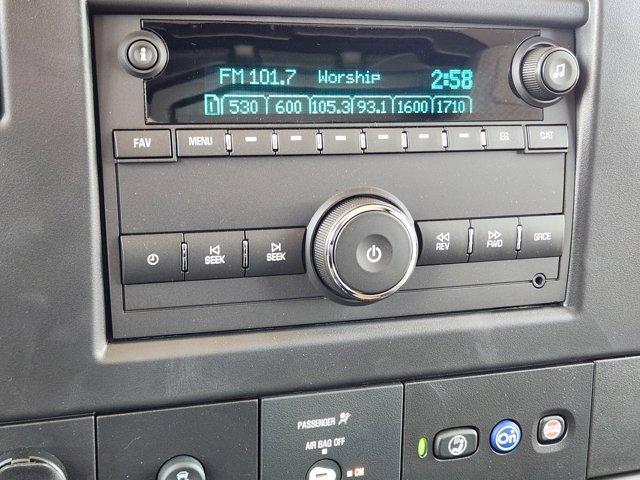 FM 101.7 Worship 2:58
1 530 600 105.3 93.1 1600 1710
FAV MENU EQ CAT
SEEK SEEK REV FWD SRCE
PASSENGER
AIR BAG OFF
ON
On